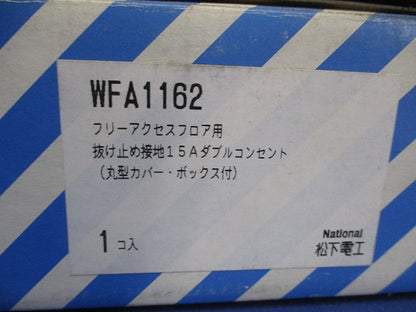 WFA1162
フリーアクセスフロア用
抜け止め接地15Aダブルコンセント
(丸型カバー・ボックス付)
1コ入
National
松下電工